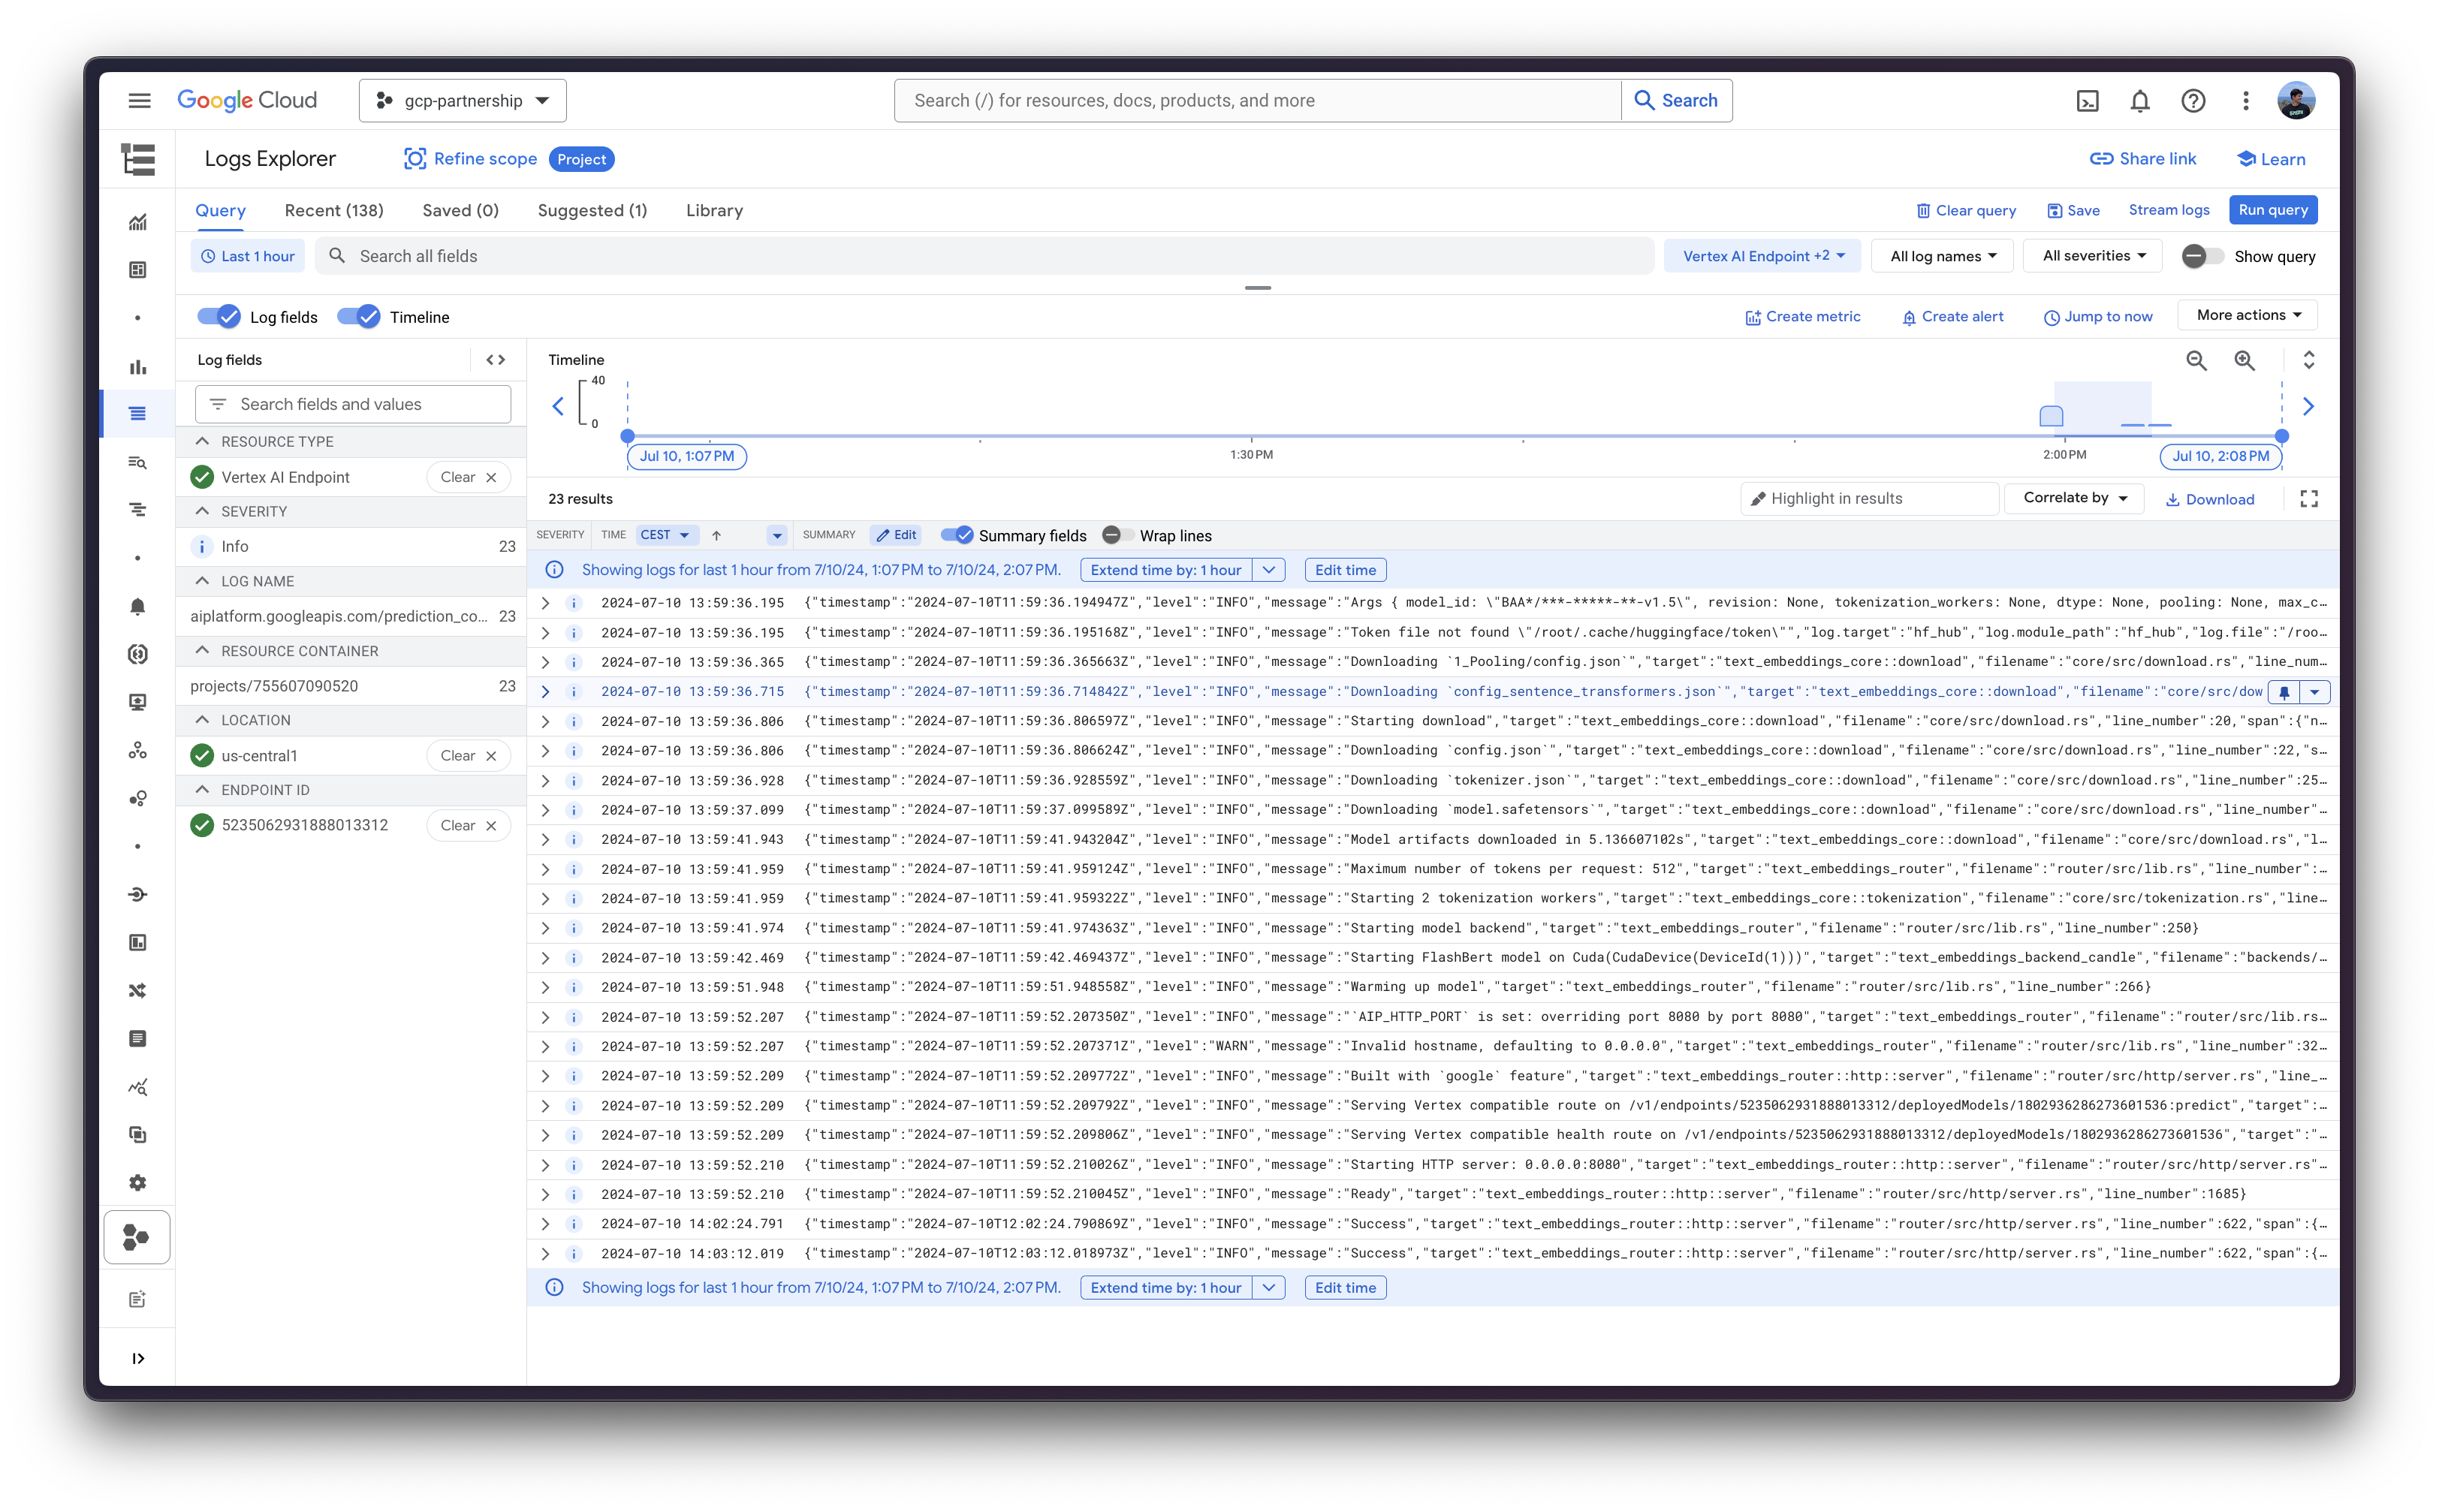 Google Cloud
gcp-partnership
Search (/) for resources, docs, products, and more
Search
Logs Explorer
Refine scope
Project
Share link
Learn
Query
Recent (138)
Saved (0)
Suggested (1)
Library
Clear query
Save
Stream logs
Run query
Last 1 hour
Search all fields
Vertex AI Endpoint +2
All log names
All severities
Show query
Log fields
Timeline
Create metric
Create alert
Jump to now
More actions
Log fields
Search fields and values
RESOURCE TYPE
Vertex AI Endpoint
Clear
SEVERITY
Info 23
LOG NAME
aiplatform.googleapis.com/prediction_co... 23
RESOURCE CONTAINER
projects/755607090520 23
LOCATION
us-central1
Clear
ENDPOINT ID
5235062931888013312
Clear
Timeline
40
0
Jul 10, 1:07 PM
1:30 PM
2:00 PM
Jul 10, 2:08 PM
23 results
Highlight in results
Correlate by
Download
SEVERITY
TIME
CEST
SUMMARY
Edit
Summary fields
Wrap lines
Showing logs for last 1 hour from 7/10/24, 1:07 PM to 7/10/24, 2:07 PM.
Extend time by: 1 hour
Edit time
2024-07-10 13:59:36.195 {"timestamp":"2024-07-10T11:59:36.194947Z","level":"INFO","message":"Args { model_id: \"BAA*/***-*****-**-v1.5\", revision: None, tokenization_workers: None, dtype: None, pooling: None, max_c…
2024-07-10 13:59:36.195 {"timestamp":"2024-07-10T11:59:36.195168Z","level":"INFO","message":"Token file not found \"/root/.cache/huggingface/token\"","log.target":"hf_hub","log.module_path":"hf_hub","log.file":"/roo…
2024-07-10 13:59:36.365 {"timestamp":"2024-07-10T11:59:36.365663Z","level":"INFO","message":"Downloading `1_Pooling/config.json`","target":"text_embeddings_core::download","filename":"core/src/download.rs","line_num…
2024-07-10 13:59:36.715 {"timestamp":"2024-07-10T11:59:36.714842Z","level":"INFO","message":"Downloading `config_sentence_transformers.json`","target":"text_embeddings_core::download","filename":"core/src/dow
2024-07-10 13:59:36.806 {"timestamp":"2024-07-10T11:59:36.806597Z","level":"INFO","message":"Starting download","target":"text_embeddings_core::download","filename":"core/src/download.rs","line_number":20,"span":{"n…
2024-07-10 13:59:36.806 {"timestamp":"2024-07-10T11:59:36.806624Z","level":"INFO","message":"Downloading `config.json`","target":"text_embeddings_core::download","filename":"core/src/download.rs","line_number":22,"s…
2024-07-10 13:59:36.928 {"timestamp":"2024-07-10T11:59:36.928559Z","level":"INFO","message":"Downloading `tokenizer.json`","target":"text_embeddings_core::download","filename":"core/src/download.rs","line_number":25…
2024-07-10 13:59:37.099 {"timestamp":"2024-07-10T11:59:37.099589Z","level":"INFO","message":"Downloading `model.safetensors`","target":"text_embeddings_core::download","filename":"core/src/download.rs","line_number"…
2024-07-10 13:59:41.943 {"timestamp":"2024-07-10T11:59:41.943204Z","level":"INFO","message":"Model artifacts downloaded in 5.136607102s","target":"text_embeddings_core::download","filename":"core/src/download.rs","l…
2024-07-10 13:59:41.959 {"timestamp":"2024-07-10T11:59:41.959124Z","level":"INFO","message":"Maximum number of tokens per request: 512","target":"text_embeddings_router","filename":"router/src/lib.rs","line_number":…
2024-07-10 13:59:41.959 {"timestamp":"2024-07-10T11:59:41.959322Z","level":"INFO","message":"Starting 2 tokenization workers","target":"text_embeddings_core::tokenization","filename":"core/src/tokenization.rs","line…
2024-07-10 13:59:41.974 {"timestamp":"2024-07-10T11:59:41.974363Z","level":"INFO","message":"Starting model backend","target":"text_embeddings_router","filename":"router/src/lib.rs","line_number":250}
2024-07-10 13:59:42.469 {"timestamp":"2024-07-10T11:59:42.469437Z","level":"INFO","message":"Starting FlashBert model on Cuda(CudaDevice(DeviceId(1)))","target":"text_embeddings_backend_candle","filename":"backends/…
2024-07-10 13:59:51.948 {"timestamp":"2024-07-10T11:59:51.948558Z","level":"INFO","message":"Warming up model","target":"text_embeddings_router","filename":"router/src/lib.rs","line_number":266}
2024-07-10 13:59:52.207 {"timestamp":"2024-07-10T11:59:52.207350Z","level":"INFO","message":"`AIP_HTTP_PORT` is set: overriding port 8080 by port 8080","target":"text_embeddings_router","filename":"router/src/lib.rs…
2024-07-10 13:59:52.207 {"timestamp":"2024-07-10T11:59:52.207371Z","level":"WARN","message":"Invalid hostname, defaulting to 0.0.0.0","target":"text_embeddings_router","filename":"router/src/lib.rs","line_number":32…
2024-07-10 13:59:52.209 {"timestamp":"2024-07-10T11:59:52.209772Z","level":"INFO","message":"Built with `google` feature","target":"text_embeddings_router::http::server","filename":"router/src/http/server.rs","line_…
2024-07-10 13:59:52.209 {"timestamp":"2024-07-10T11:59:52.209792Z","level":"INFO","message":"Serving Vertex compatible route on /v1/endpoints/5235062931888013312/deployedModels/1802936286273601536:predict","target":…
2024-07-10 13:59:52.209 {"timestamp":"2024-07-10T11:59:52.209806Z","level":"INFO","message":"Serving Vertex compatible health route on /v1/endpoints/5235062931888013312/deployedModels/1802936286273601536","target":"…
2024-07-10 13:59:52.210 {"timestamp":"2024-07-10T11:59:52.210026Z","level":"INFO","message":"Starting HTTP server: 0.0.0.0:8080","target":"text_embeddings_router::http::server","filename":"router/src/http/server.rs"…
2024-07-10 13:59:52.210 {"timestamp":"2024-07-10T11:59:52.210045Z","level":"INFO","message":"Ready","target":"text_embeddings_router::http::server","filename":"router/src/http/server.rs","line_number":1685}
2024-07-10 14:02:24.791 {"timestamp":"2024-07-10T12:02:24.790869Z","level":"INFO","message":"Success","target":"text_embeddings_router::http::server","filename":"router/src/http/server.rs","line_number":622,"span":{…
2024-07-10 14:03:12.019 {"timestamp":"2024-07-10T12:03:12.018973Z","level":"INFO","message":"Success","target":"text_embeddings_router::http::server","filename":"router/src/http/server.rs","line_number":622,"span":{…
Showing logs for last 1 hour from 7/10/24, 1:07 PM to 7/10/24, 2:07 PM.
Extend time by: 1 hour
Edit time